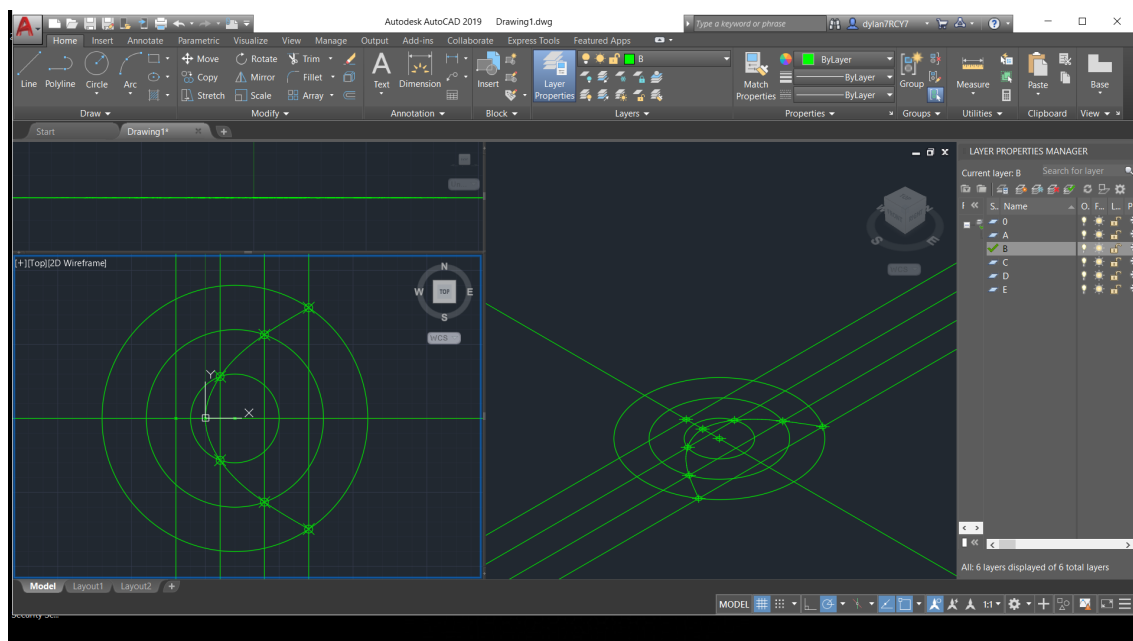 Autodesk AutoCAD 2019 Drawing1.dwg
Type a keyword or phrase
dylan7RCY7
Home Insert Annotate Parametric Visualize View Manage Output Add-ins Collaborate Express Tools Featured Apps
Line Polyline Circle Arc
Move Rotate Trim
Copy Mirror Fillet
Stretch Scale Array
Text Dimension
Insert
Layer Properties
B
Match Properties
ByLayer
ByLayer
ByLayer
Group
Measure
Paste
Base
Draw Modify Annotation Block Layers Properties Groups Utilities Clipboard View
Start Drawing1*
LAYER PROPERTIES MANAGER
Current layer: B
Search for layer
S.. Name O. F... L... P
0
A
B
C
D
E
[+][Top][2D Wireframe]
N
W TOP E
S
WCS
Y
X
S
E
WCS
All: 6 layers displayed of 6 total layers
Model Layout1 Layout2 +
MODEL
1:1